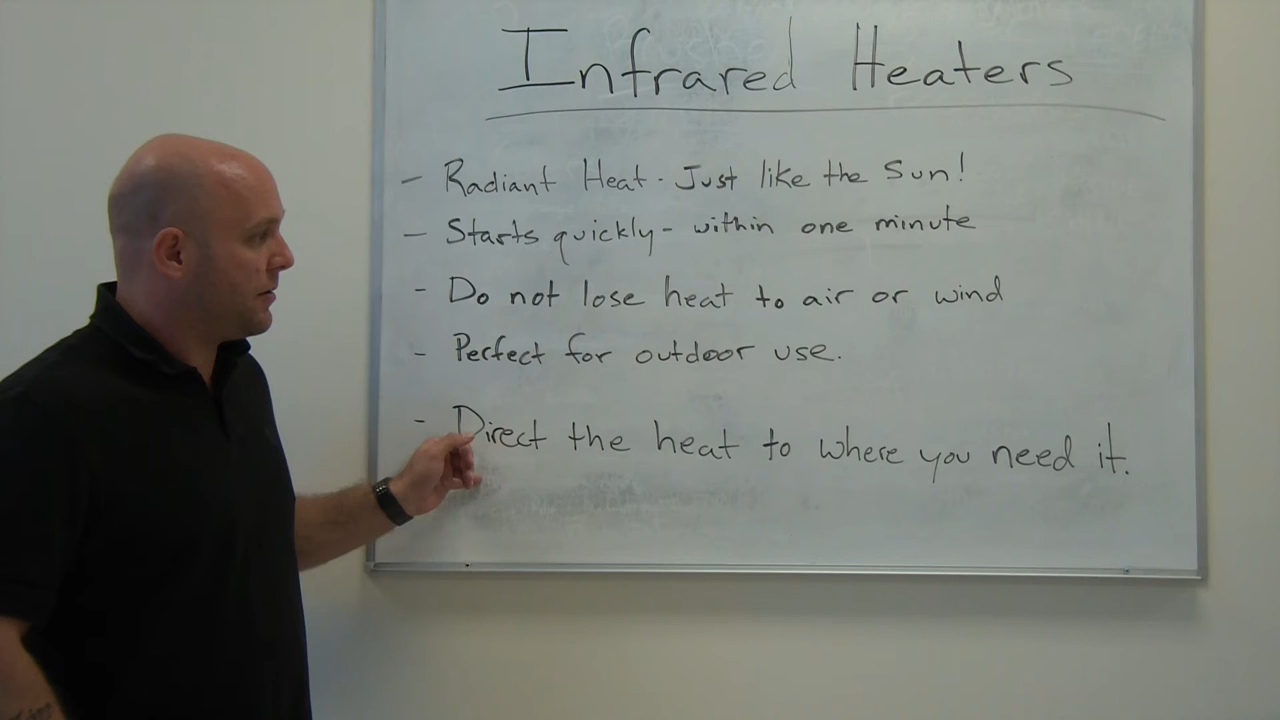 Infrared Heaters
- Radiant Heat. Just like the Sun!
- Starts quickly - within one minute
- Do not lose heat to air or wind
- Perfect for outdoor use.
- Direct the heat to where you need it.